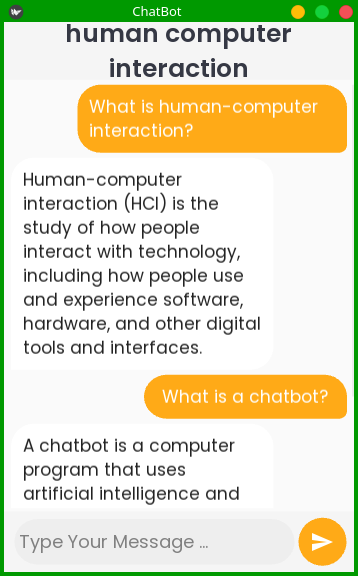 ChatBot
human computer
interaction
What is human-computer
interaction?
Human-computer
interaction (HCI) is the
study of how people
interact with technology,
including how people use
and experience software,
hardware, and other digital
tools and interfaces.
What is a chatbot?
A chatbot is a computer
program that uses
artificial intelligence and
Type Your Message ...